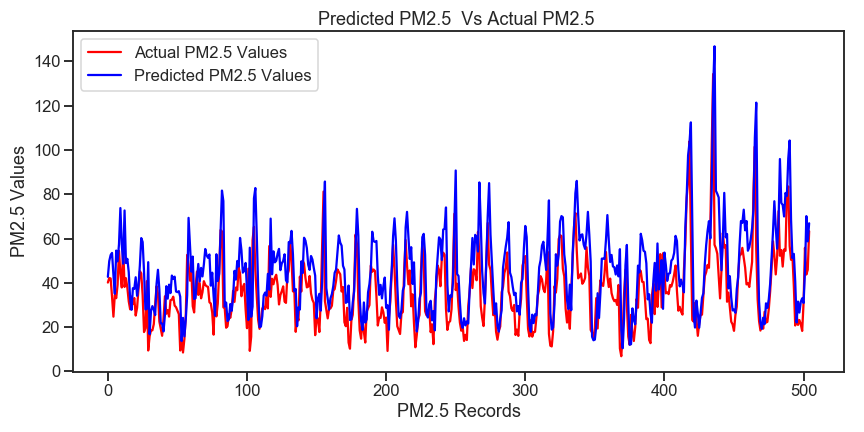 Predicted PM2.5  Vs Actual PM2.5
Actual PM2.5 Values
Predicted PM2.5 Values
PM2.5 Values
140
120
100
80
60
40
20
0
0 100 200 300 400 500
PM2.5 Records